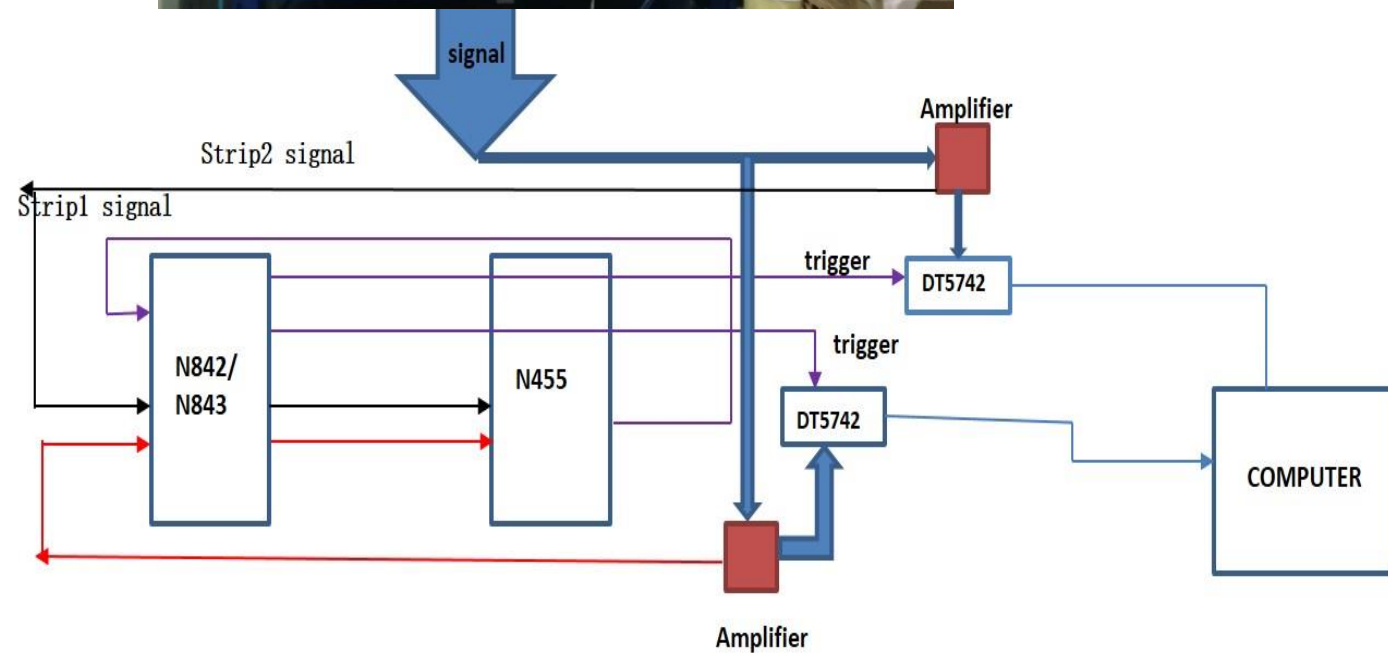 signal
Amplifier
Strip2 signal
Strip1 signal
trigger
DT5742
trigger
N842/
N843
N455
DT5742
COMPUTER
Amplifier